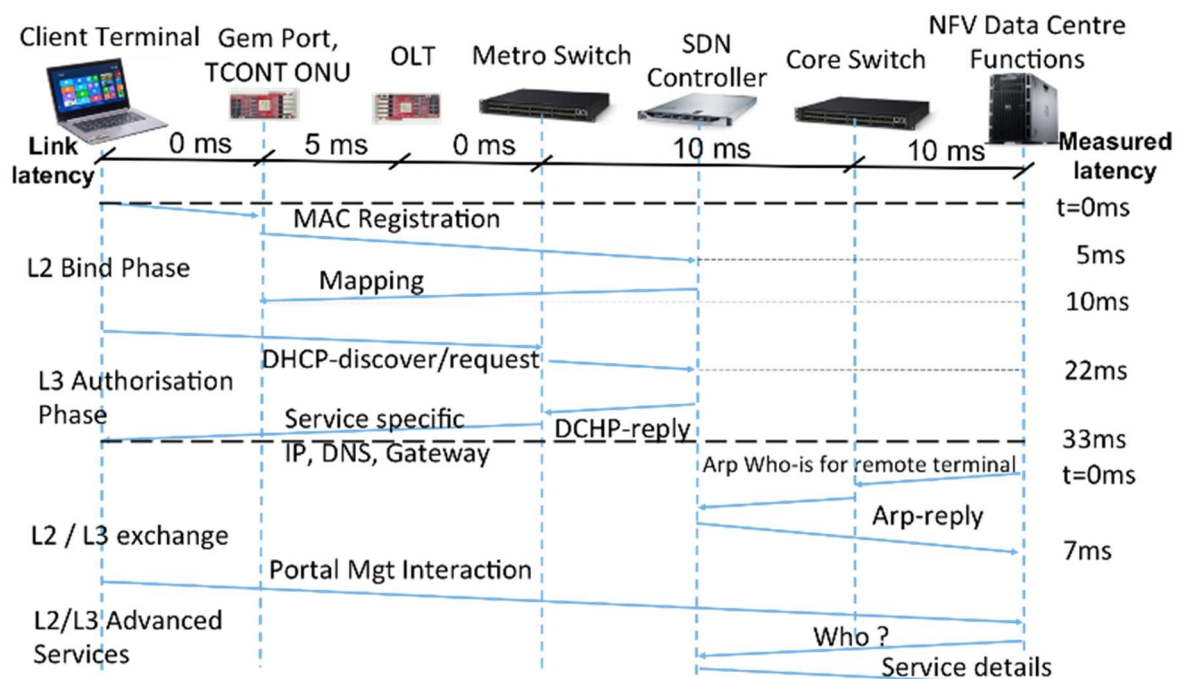 Client Terminal
Gem Port,
TCONT ONU
OLT
Metro Switch
SDN
Controller
Core Switch
NFV Data Centre
Functions
Link
latency
0 ms
5 ms
0 ms
10 ms
10 ms
Measured
latency
MAC Registration
t=0ms
L2 Bind Phase
5ms
Mapping
10ms
DHCP-discover/request
22ms
L3 Authorisation
Phase
Service specific
IP, DNS, Gateway
DCHP-reply
33ms
Arp Who-is for remote terminal
t=0ms
Arp-reply
L2 / L3 exchange
7ms
Portal Mgt Interaction
L2/L3 Advanced
Services
Who ?
Service details